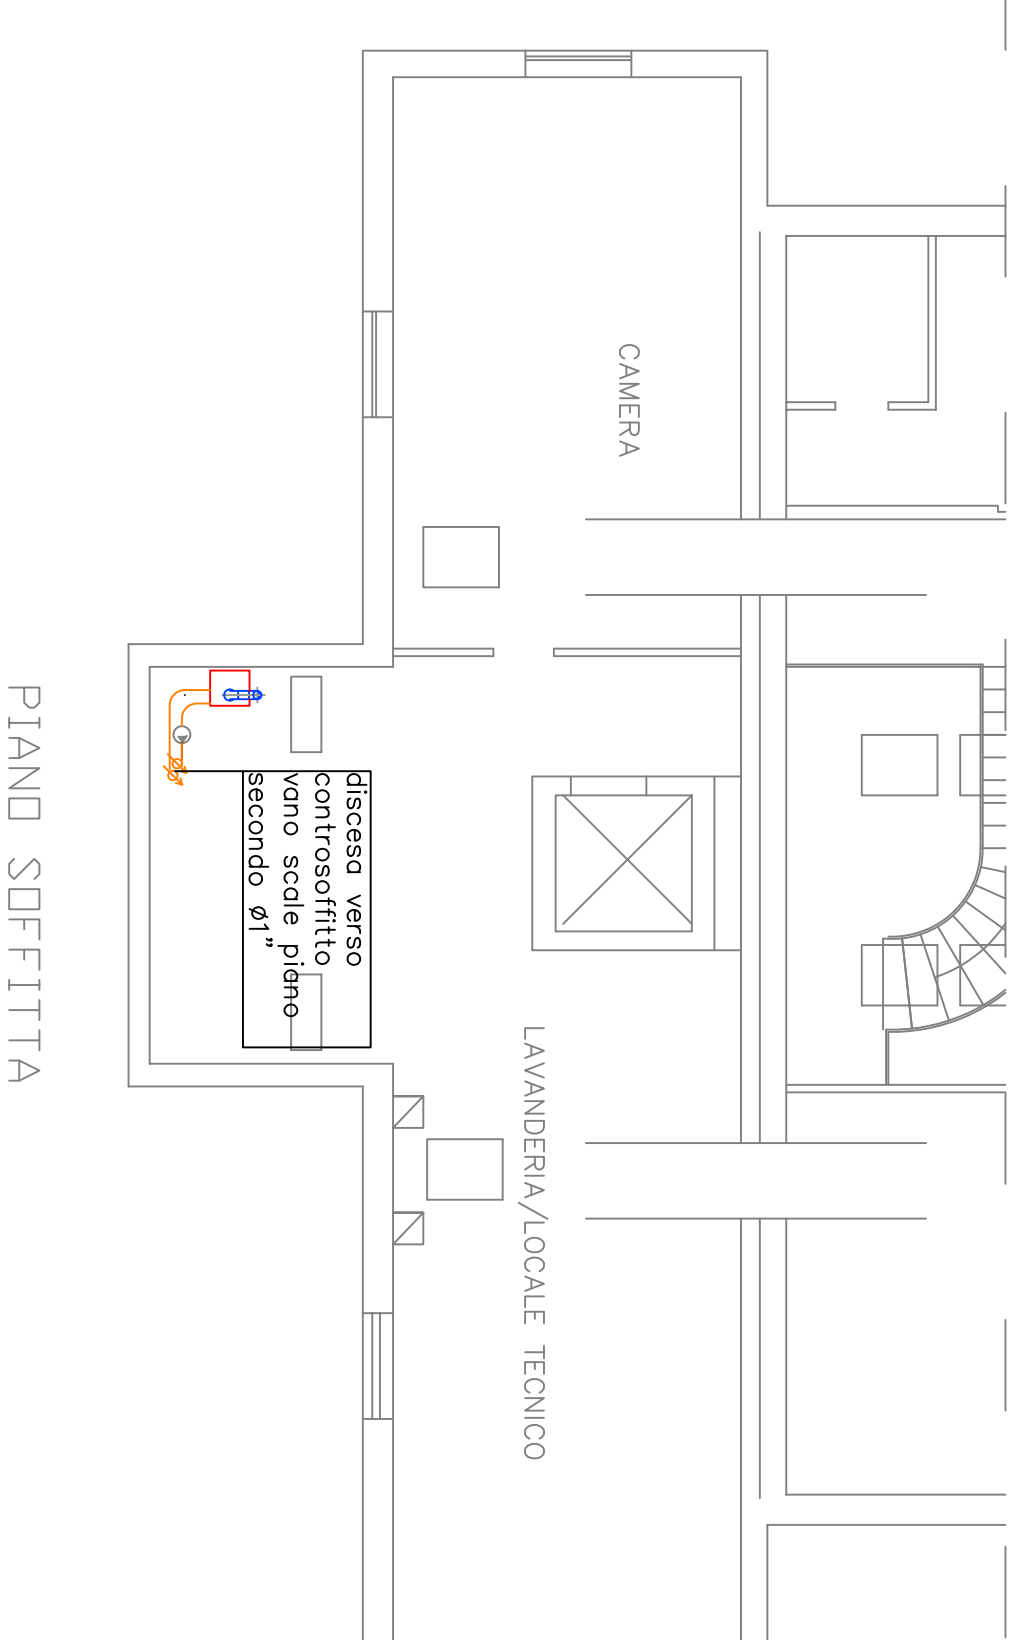 CAMERA
discesa verso
controsoffitto
vano scale piano
secondo ø1”
LAVANDERIA/LOCALE TECNICO
PIANO SOFFITTA